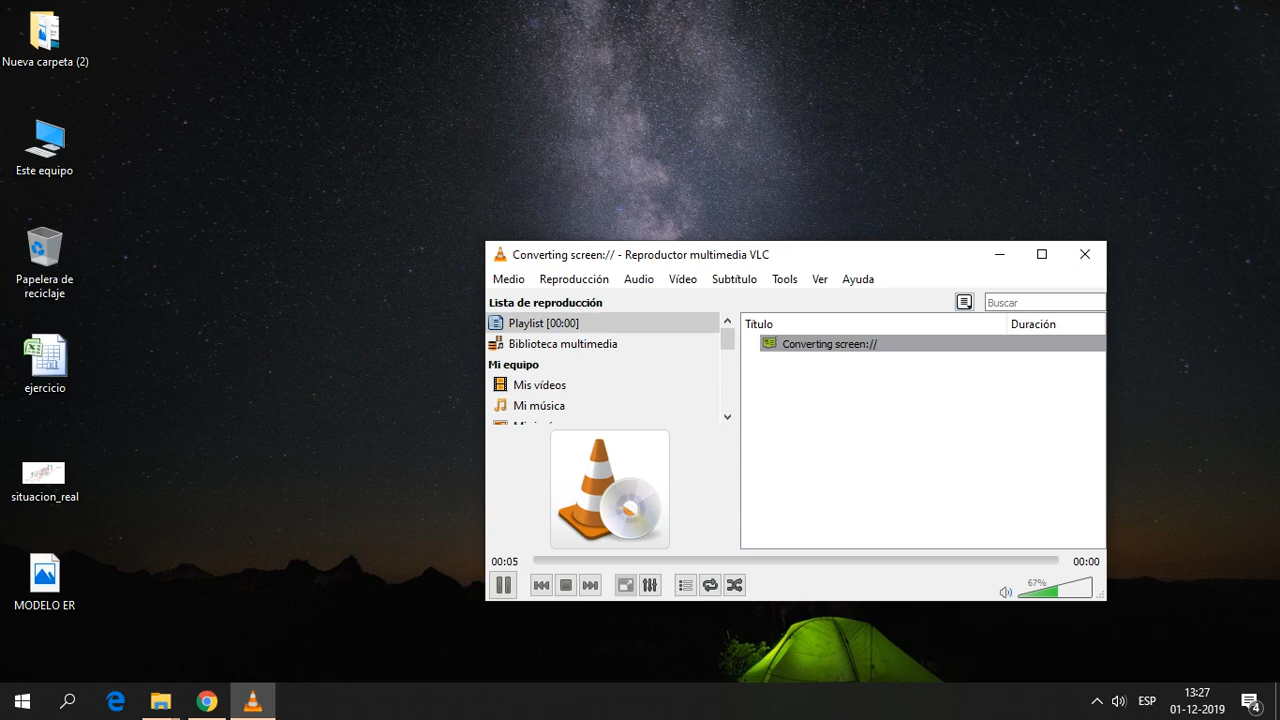 Nueva carpeta (2)
Este equipo
Papelera de
reciclaje
ejercicio
situacion_real
MODELO ER
Converting screen:// - Reproductor multimedia VLC
Medio Reproducción Audio Vídeo Subtítulo Tools Ver Ayuda
Lista de reproducción
Buscar
Playlist [00:00]
Biblioteca multimedia
Mi equipo
Mis vídeos
Mi música
Título Duración
Converting screen://
00:05 00:00
67%
ESP
13:27
01-12-2019
4